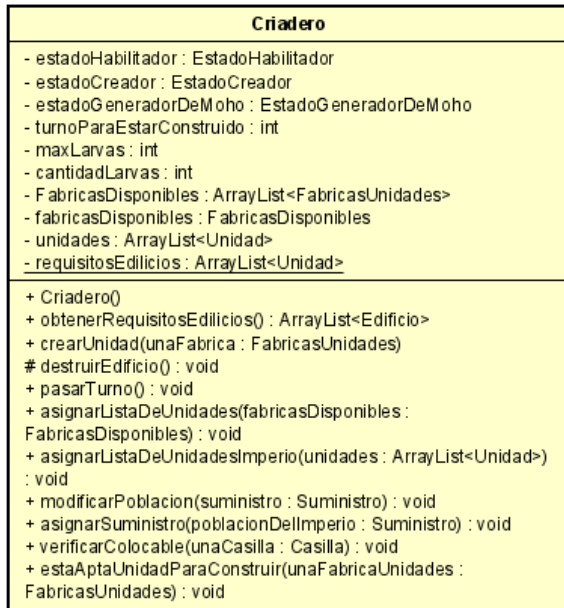 Criadero
- estadoHabilitador : EstadoHabilitador
- estadoCreador : EstadoCreador
- estadoGeneradorDeMoho : EstadoGeneradorDeMoho
- turnoParaEstarConstruido : int
- maxLarvas : int
- cantidadLarvas : int
- FabricasDisponibles : ArrayList<FabricasUnidades>
- fabricasDisponibles : FabricasDisponibles
- unidades : ArrayList<Unidad>
- requisitosEdilicios : ArrayList<Unidad>
+ Criadero()
+ obtenerRequisitosEdilicios() : ArrayList<Edificio>
+ crearUnidad(unaFabrica : FabricasUnidades)
# destruirEdificio() : void
+ pasarTurno() : void
+ asignarListaDeUnidades(fabricasDisponibles :
FabricasDisponibles) : void
+ asignarListaDeUnidadesImperio(unidades : ArrayList<Unidad>)
: void
+ modificarPoblacion(suministro : Suministro) : void
+ asignarSuministro(poblacionDelImperio : Suministro) : void
+ verificarColocable(unaCasilla : Casilla) : void
+ estaAptaUnidadParaConstruir(unaFabricaUnidades :
FabricasUnidades) : void